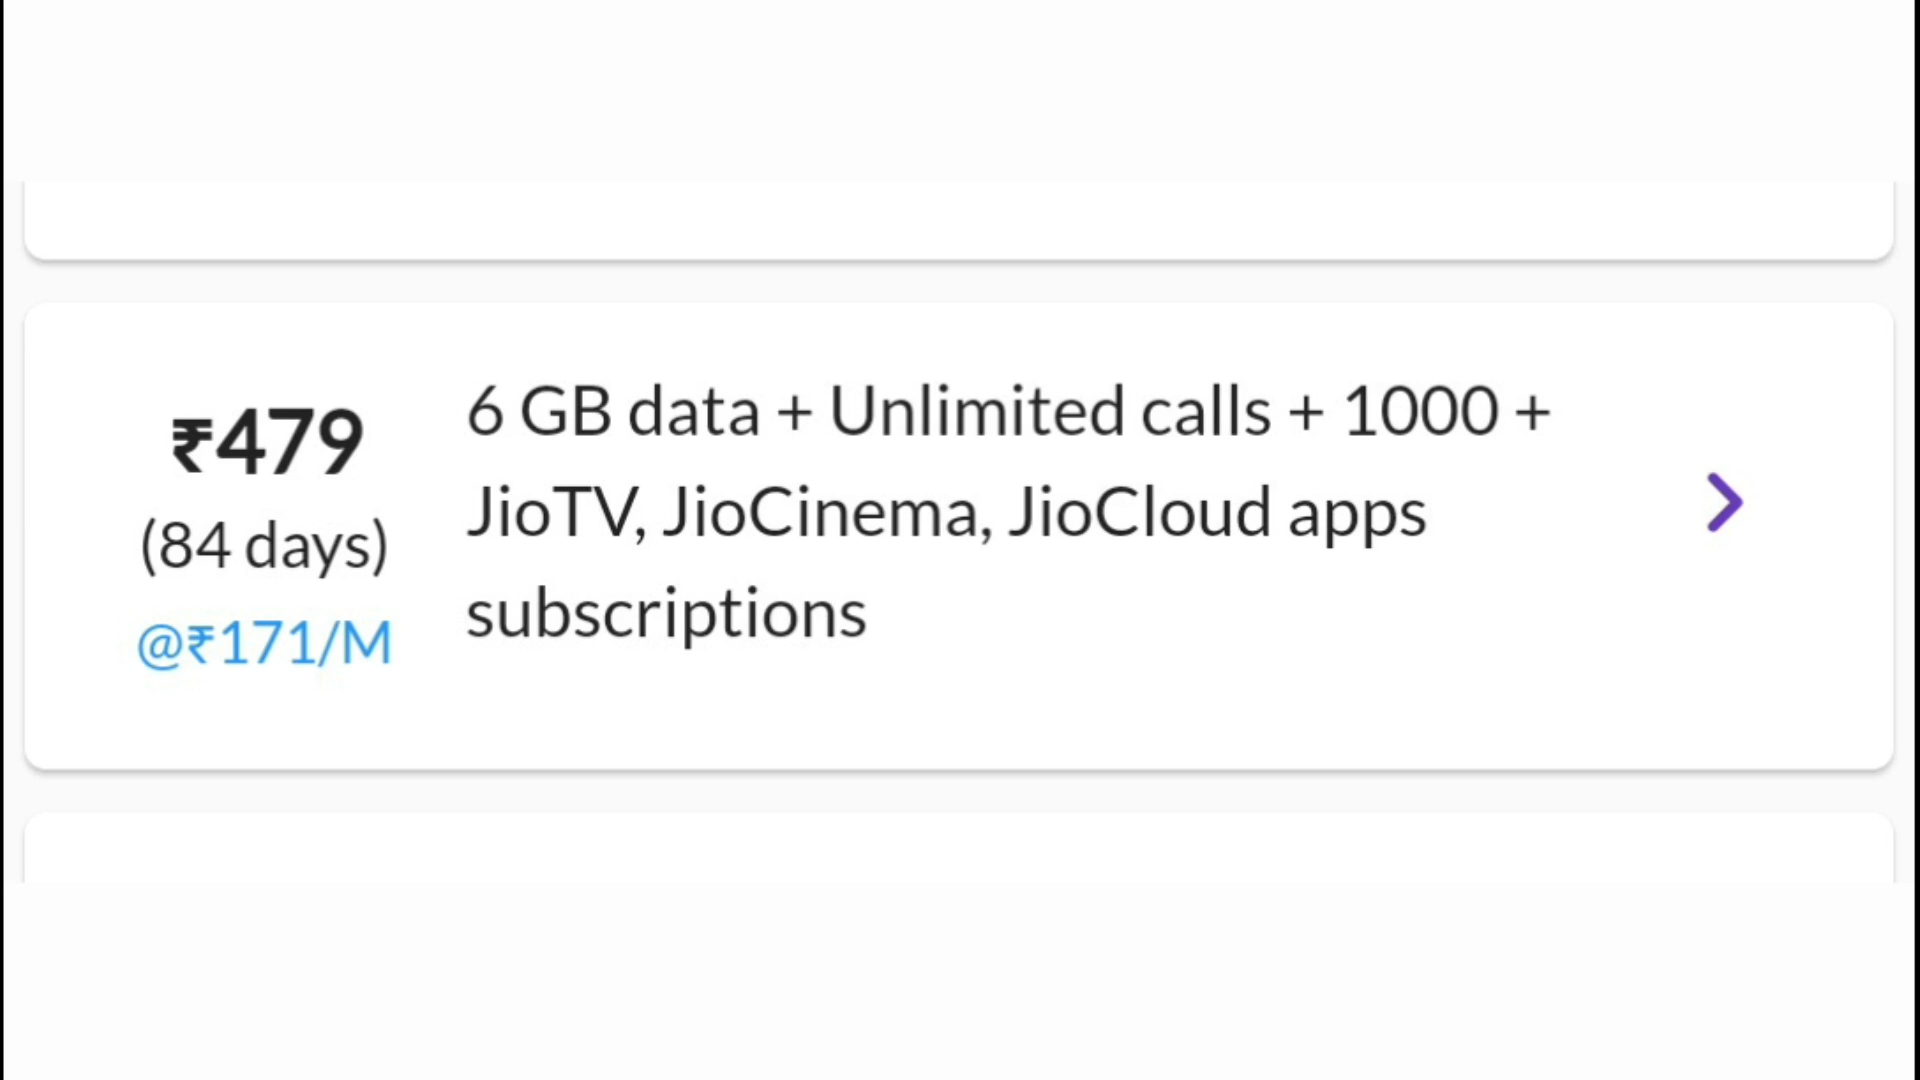 ₹479
(84 days)
@₹171/M
6 GB data + Unlimited calls + 1000 +
JioTV, JioCinema, JioCloud apps
subscriptions